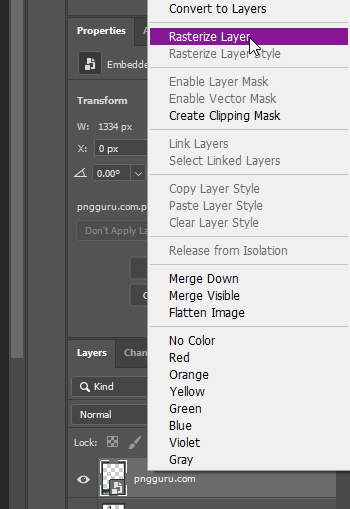 Convert to Layers
Properties
Rasterize Layer
Embedde
Rasterize Layer Style
Enable Layer Mask
Transform
Enable Vector Mask
W: 1334 px
Create Clipping Mask
X: 0 px
Link Layers
Select Linked Layers
0.00°
Copy Layer Style
pngguru.com.p
Paste Layer Style
Clear Layer Style
Don't Apply La
Release from Isolation
Merge Down
Merge Visible
Flatten Image
No Color
Layers
Chan
Red
Orange
Kind
Yellow
Normal
Green
Blue
Lock:
Violet
Gray
pngguru.com